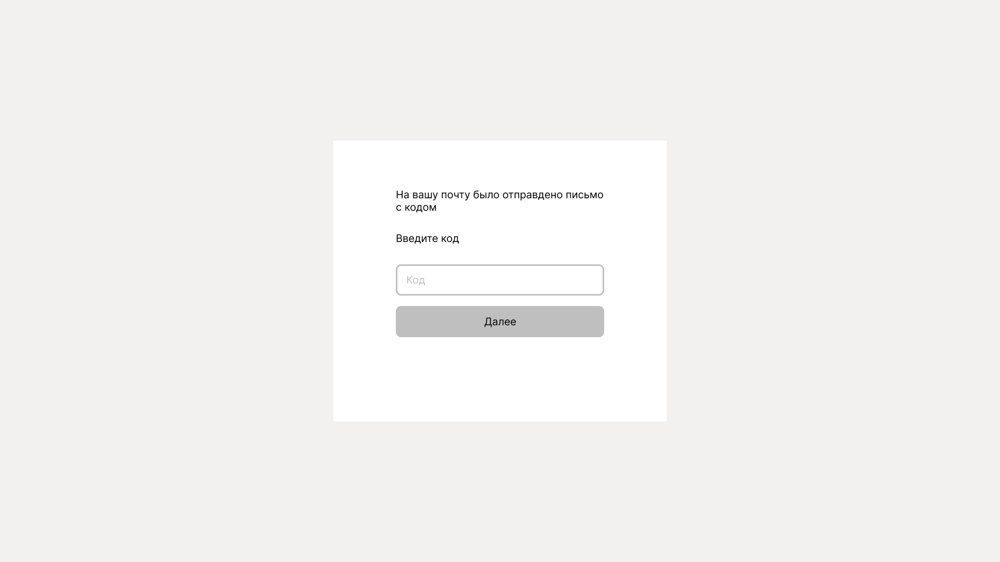 На вашу почту было отправдено письмо
с кодом
Введите код
Код
Далее